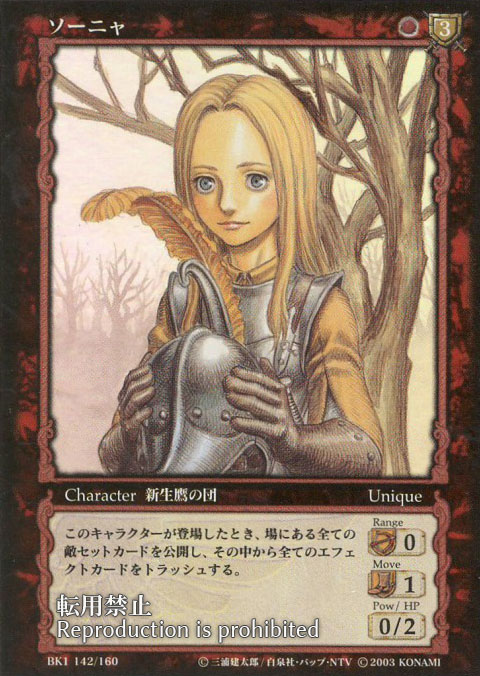 ソーニャ
3
Character 新生鷹の団 Unique
このキャラクターが登場したとき、場にある全ての
敵セットカードを公開し、その中から全てのエフェ
クトカードをトラッシュする。
Range
0
Move
1
Pow/ HP
0/2
転用禁止
Reproduction is prohibited
BK1 142/160
© 三浦建太郎/白泉社・バップ・NTV © 2003 KONAMI